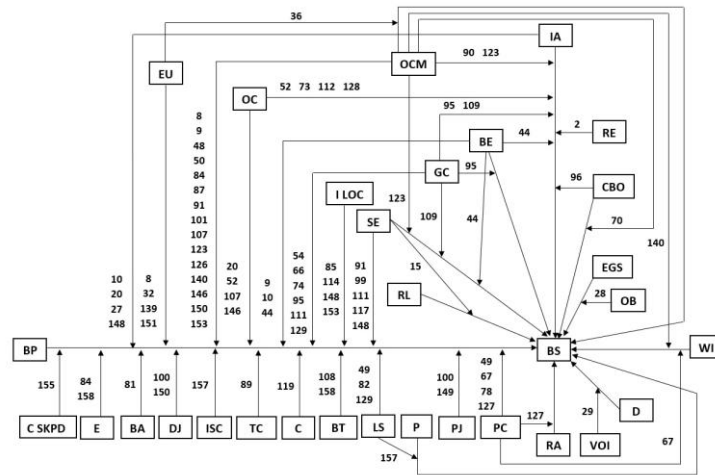 36
IA
OCM
90 123
EU
OC
52 73 112 128
95 109
2
RE
BE
44
8
9
48
50
84
87
91
101
107
123
126
140
146
150
153
GC
95
96
CBO
I LOC
123
SE
109
44
70
140
EGS
10
20
27
148
8
32
139
151
20
52
107
146
9
10
44
54
66
74
95
111
129
85
114
148
153
91
99
111
117
148
15
RL
28
OB
BP
BS
WI
155
84
158
81
100
150
157
89
119
108
158
49
82
129
100
149
49
67
78
127
127
29
D
C SKPD
E
BA
DJ
ISC
TC
C
BT
LS
P
PJ
PC
RA
VOI
67
157